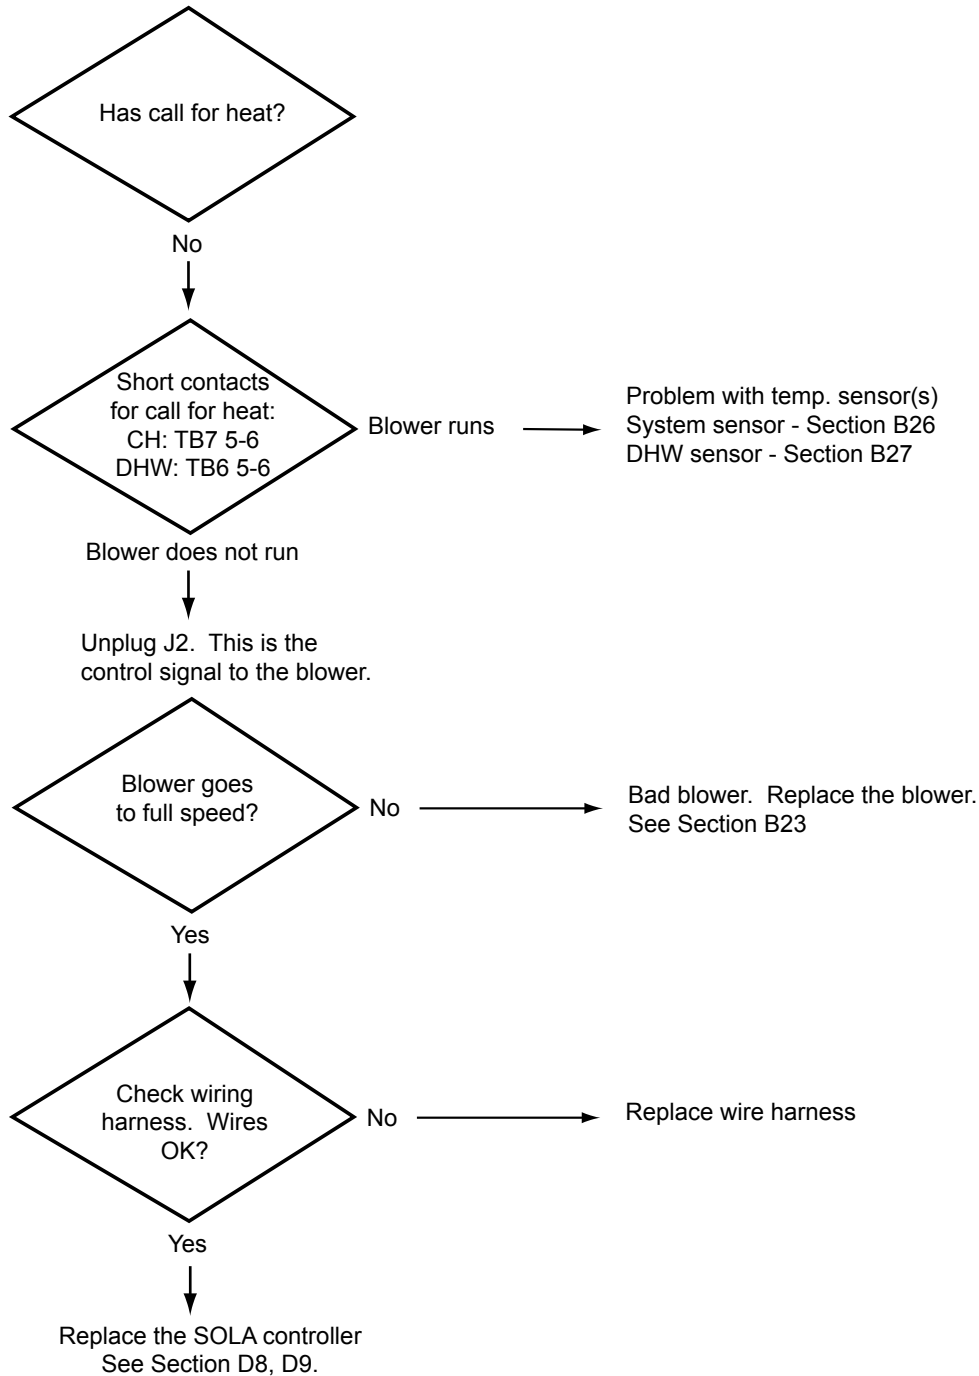 Has call for heat?
No
Short contacts
for call for heat:
CH: TB7 5-6
DHW: TB6 5-6
Blower runs
Problem with temp. sensor(s)
System sensor - Section B26
DHW sensor - Section B27
Blower does not run
Unplug J2.  This is the
control signal to the blower.
Blower goes
to full speed?
No
Bad blower.  Replace the blower.
See Section B23
Yes
Check wiring
harness.  Wires
OK?
No
Replace wire harness
Yes
Replace the SOLA controller
See Section D8, D9.